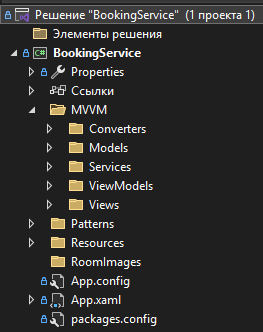 Решение "BookingService" (1 проекта)
Элементы решения
C# BookingService
Properties
Ссылки
MVVM
Converters
Models
Services
ViewModels
Views
Patterns
Resources
RoomImages
App.config
App.xaml
packages.config